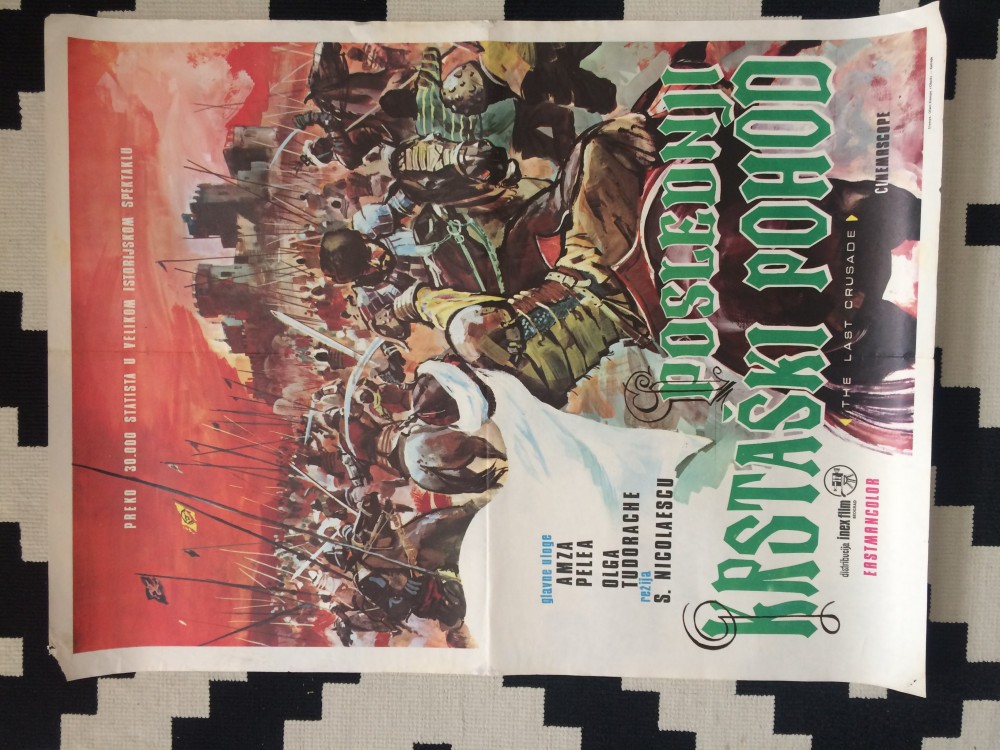 PREKO 30.000 STATISTA U VELIKOM ISTORIJSKOM SPEKTAKLU
glavne uloge
AMZA
PELEA
OLGA
TUDORACHE
režija
S. NICOLAESCU
POSLEDNJI
KRSTAŠKI POHOD
THE LAST CRUSADE
CINEMASCOPE
distribucija inex film
BEOGRAD
EASTMANCOLOR